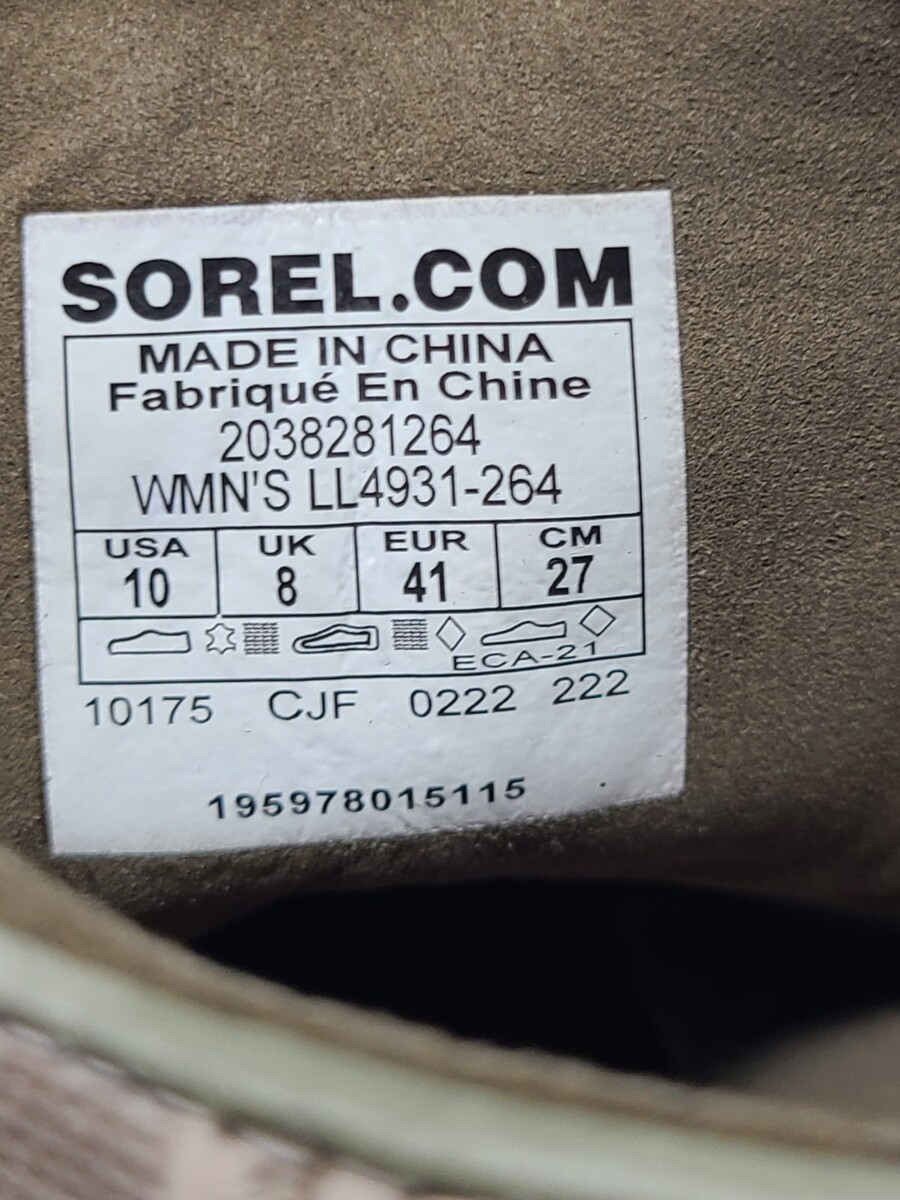 SOREL.COM
MADE IN CHINA
Fabriqué En Chine
2038281264
WMN'S LL4931-264
USA UK EUR CM
10 8 41 27
ECA-21
10175 CJF 0222 222
195978015115